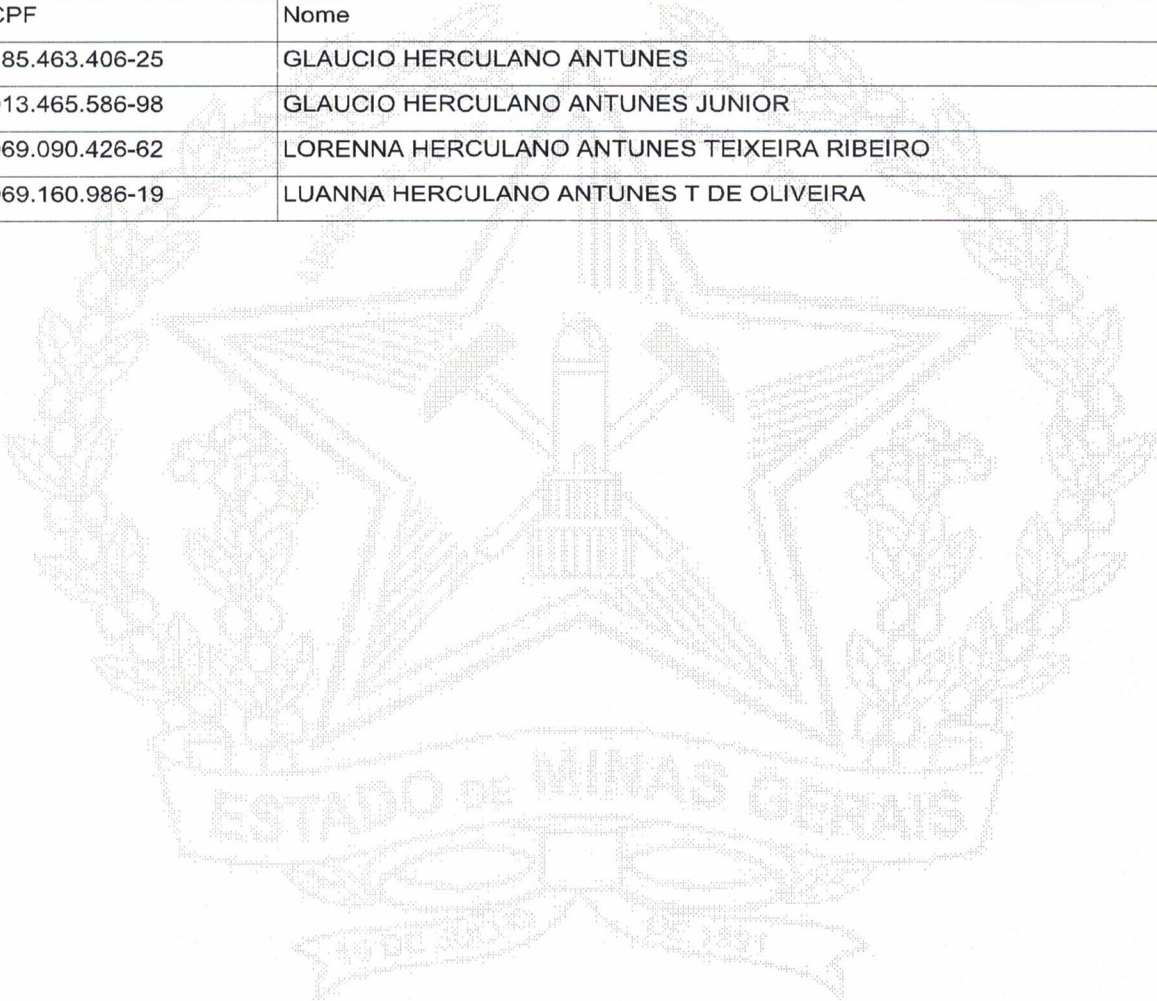 CPF Nome
85.463.406-25 GLAUCIO HERCULANO ANTUNES
13.465.586-98 GLAUCIO HERCULANO ANTUNES JUNIOR
69.090.426-62 LORENNA HERCULANO ANTUNES TEIXEIRA RIBEIRO
69.160.986-19 LUANNA HERCULANO ANTUNES T DE OLIVEIRA
ESTADO DE MINAS GERAIS